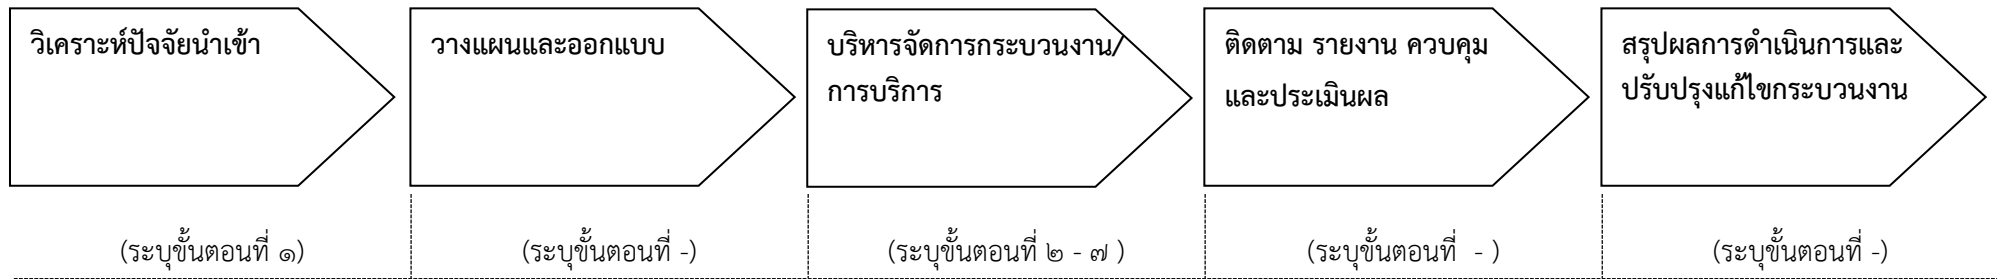 วิเคราะห์ปัจจัยนำเข้า
วางแผนและออกแบบ
บริหารจัดการกระบวนงาน/
การบริการ
ติดตาม รายงาน ควบคุม
และประเมินผล
สรุปผลการดำเนินการและ
ปรับปรุงแก้ไขกระบวนงาน
(ระบุขั้นตอนที่ ๑)
(ระบุขั้นตอนที่ -)
(ระบุขั้นตอนที่ ๒ - ๗ )
(ระบุขั้นตอนที่ - )
(ระบุขั้นตอนที่ -)